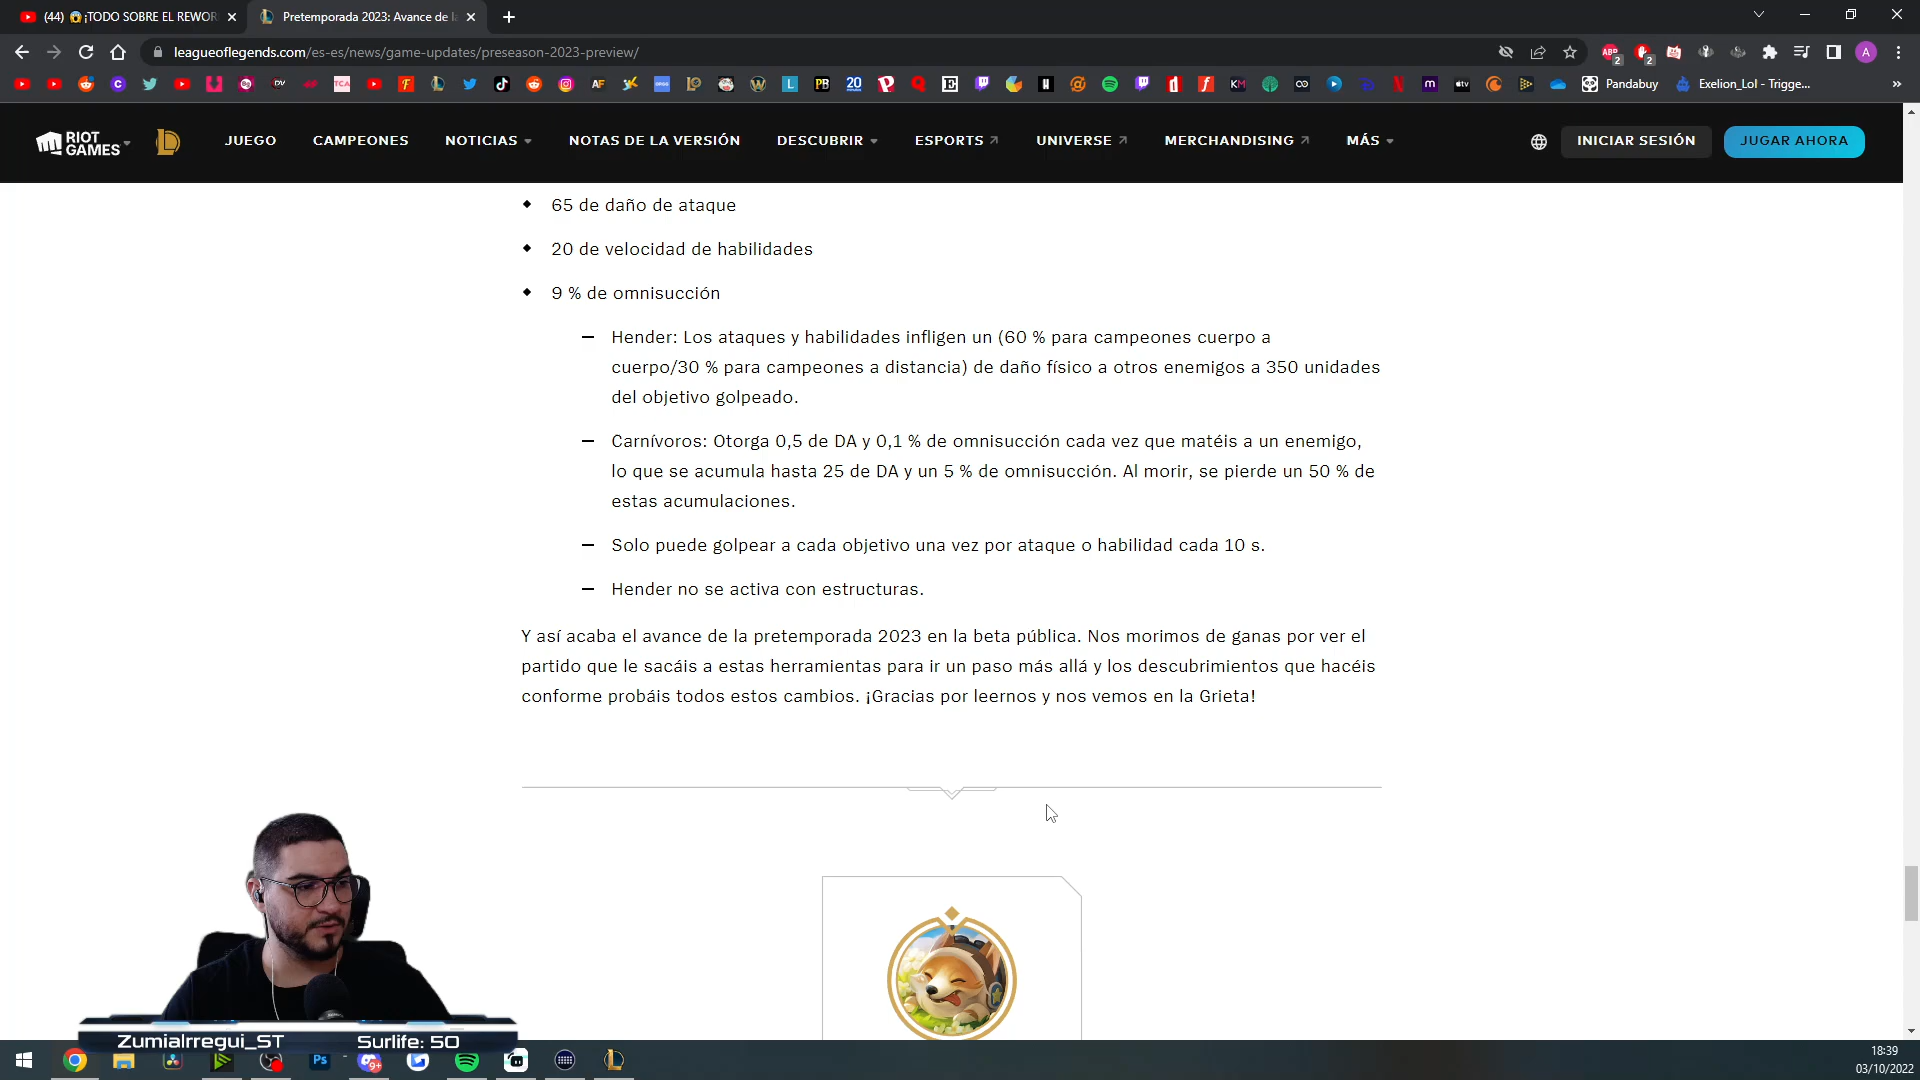 (44) 😱¡TODO SOBRE EL REWOR
Pretemporada 2023: Avance de l
leagueoflegends.com/es-es/news/game-updates/preseason-2023-preview/
Pandabuy
Exelion_Lol - Trigge...
RIOT GAMES
JUEGO
CAMPEONES
NOTICIAS
NOTAS DE LA VERSIÓN
DESCUBRIR
ESPORTS
UNIVERSE
MERCHANDISING
MÁS
INICIAR SESIÓN
JUGAR AHORA
65 de daño de ataque
20 de velocidad de habilidades
9 % de omnisucción
Hender: Los ataques y habilidades infligen un (60 % para campeones cuerpo a
cuerpo/30 % para campeones a distancia) de daño físico a otros enemigos a 350 unidades
del objetivo golpeado.
Carnívoros: Otorga 0,5 de DA y 0,1 % de omnisucción cada vez que matéis a un enemigo,
lo que se acumula hasta 25 de DA y un 5 % de omnisucción. Al morir, se pierde un 50 % de
estas acumulaciones.
Solo puede golpear a cada objetivo una vez por ataque o habilidad cada 10 s.
Hender no se activa con estructuras.
Y así acaba el avance de la pretemporada 2023 en la beta pública. Nos morimos de ganas por ver el
partido que le sacáis a estas herramientas para ir un paso más allá y los descubrimientos que hacéis
conforme probáis todos estos cambios. ¡Gracias por leernos y nos vemos en la Grieta!
ZumiaIrregui_ST
Surlife: 50
18:39
03/10/2022